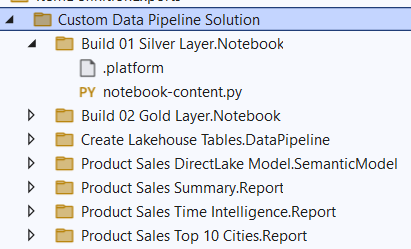 Custom Data Pipeline Solution
Build 01 Silver Layer.Notebook
.platform
PY notebook-content.py
Build 02 Gold Layer.Notebook
Create Lakehouse Tables.DataPipeline
Product Sales DirectLake Model.SemanticModel
Product Sales Summary.Report
Product Sales Time Intelligence.Report
Product Sales Top 10 Cities.Report